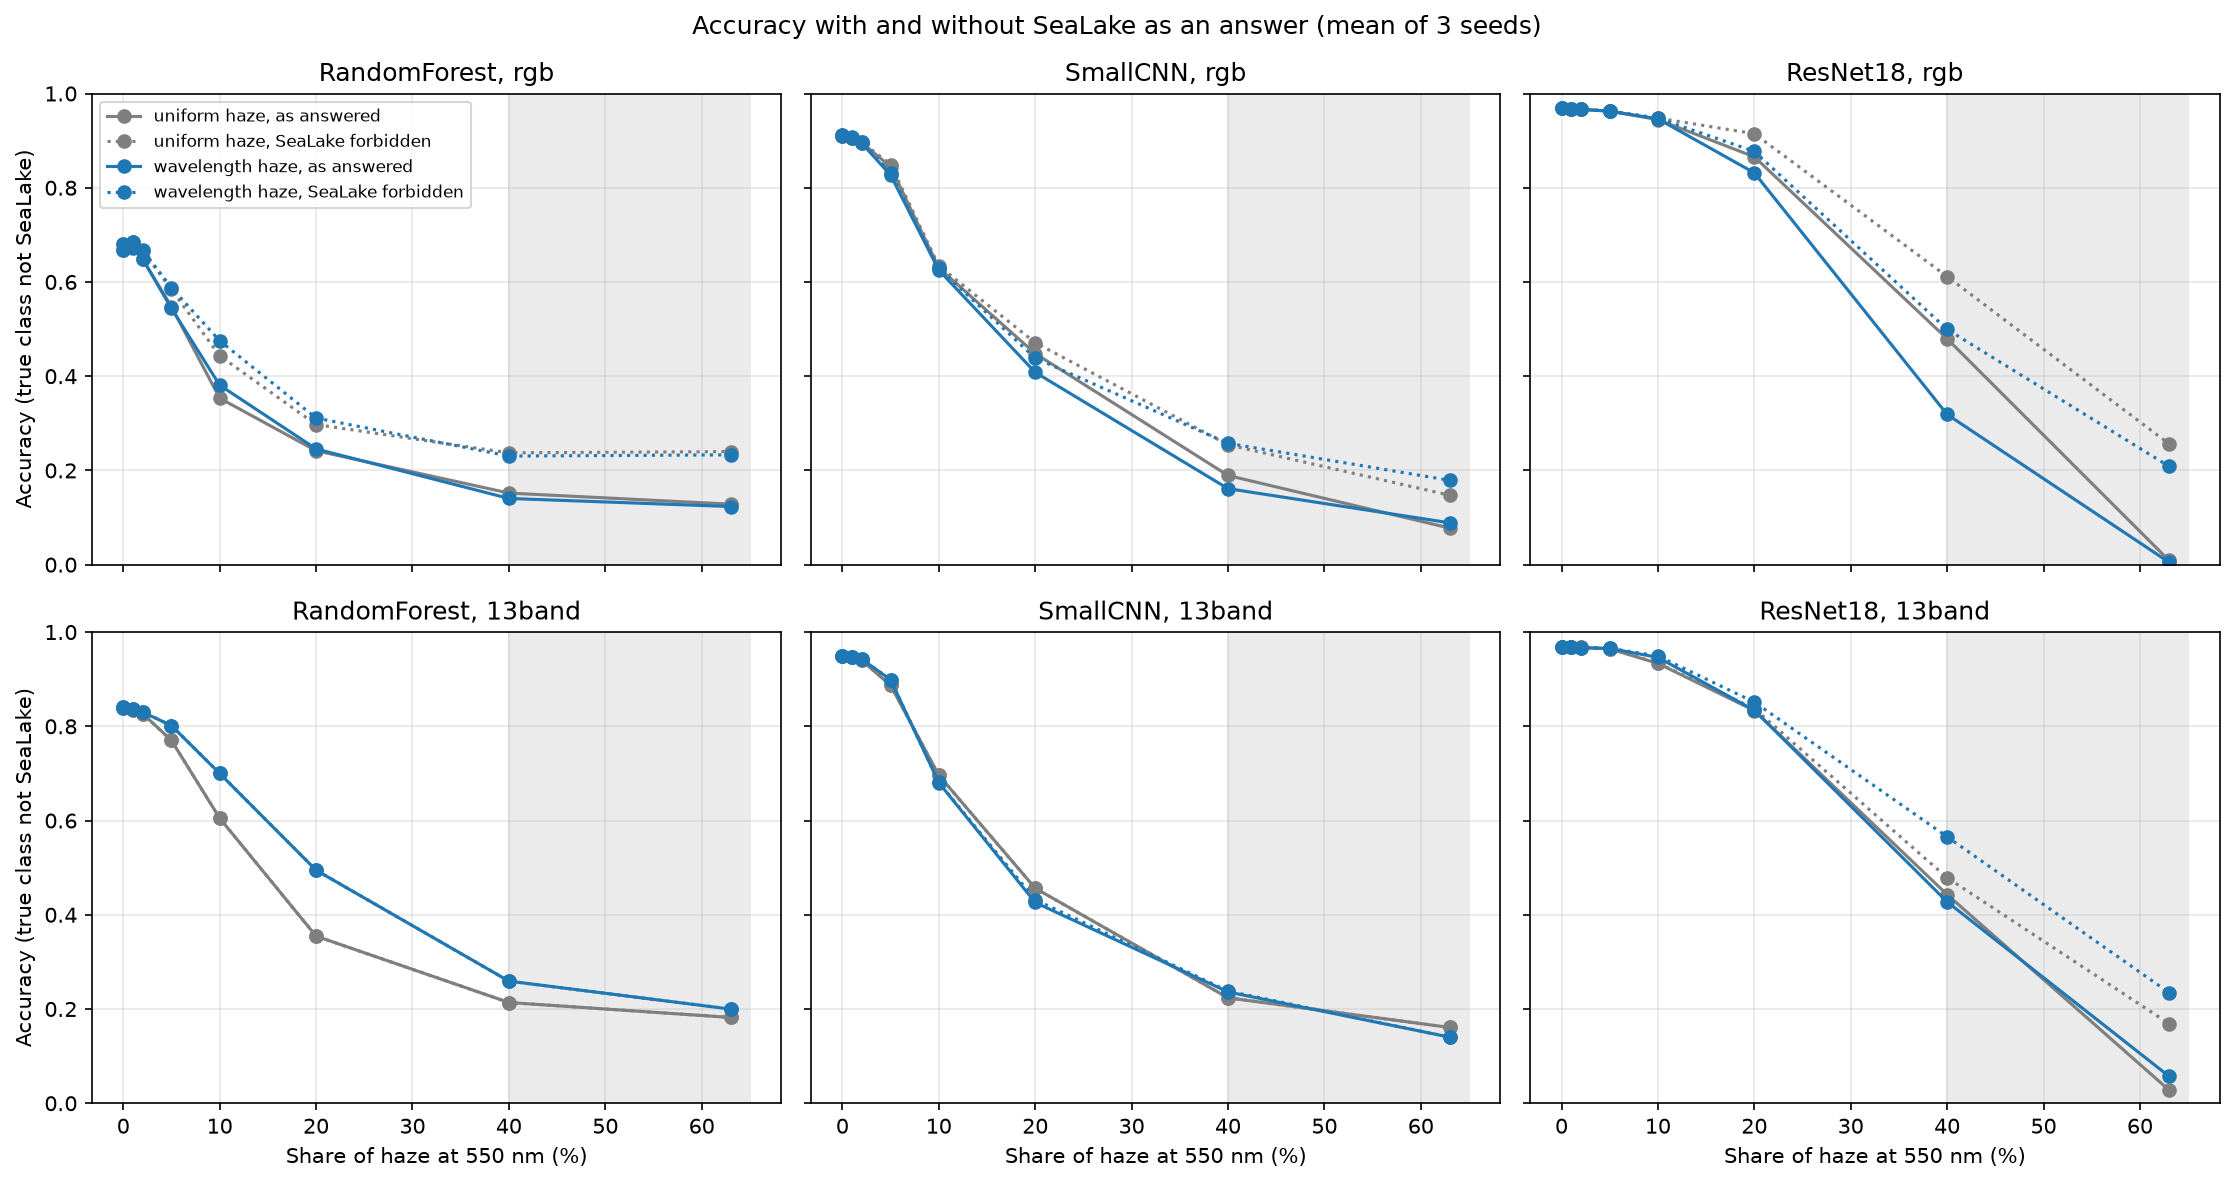 Accuracy with and without SeaLake as an answer (mean of 3 seeds)
RandomForest, rgb
SmallCNN, rgb
ResNet18, rgb
Accuracy (true class not SeaLake)
1.0
0.8
0.6
0.4
0.2
0.0
uniform haze, as answered
uniform haze, SeaLake forbidden
wavelength haze, as answered
wavelength haze, SeaLake forbidden
RandomForest, 13band
SmallCNN, 13band
ResNet18, 13band
Accuracy (true class not SeaLake)
1.0
0.8
0.6
0.4
0.2
0.0
0 10 20 30 40 50 60
0 10 20 30 40 50 60
0 10 20 30 40 50 60
Share of haze at 550 nm (%)
Share of haze at 550 nm (%)
Share of haze at 550 nm (%)